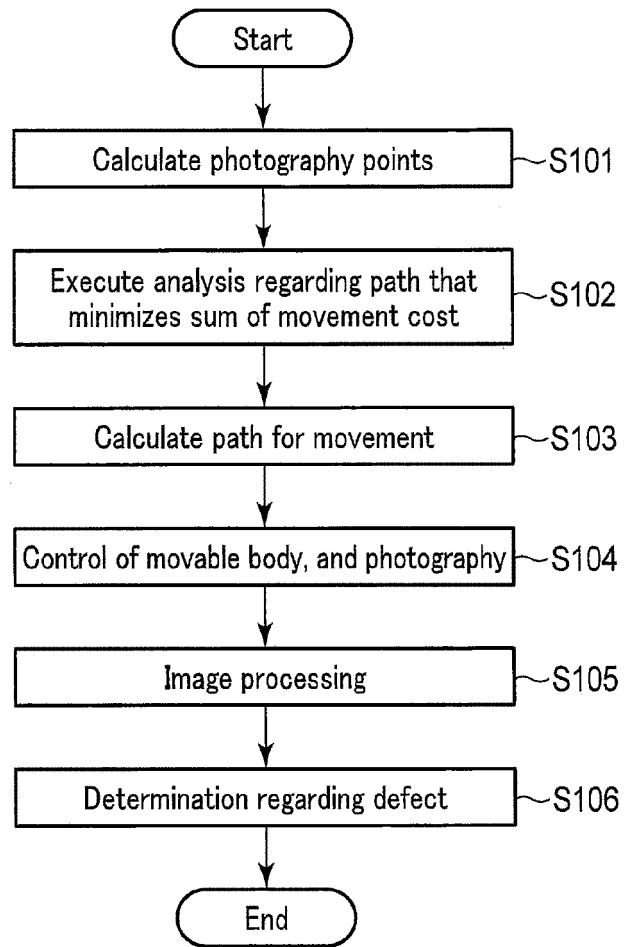 Start
Calculate photography points
S101
Execute analysis regarding path that
minimizes sum of movement cost
S102
Calculate path for movement
S103
Control of movable body, and photography
S104
Image processing
S105
Determination regarding defect
S106
End